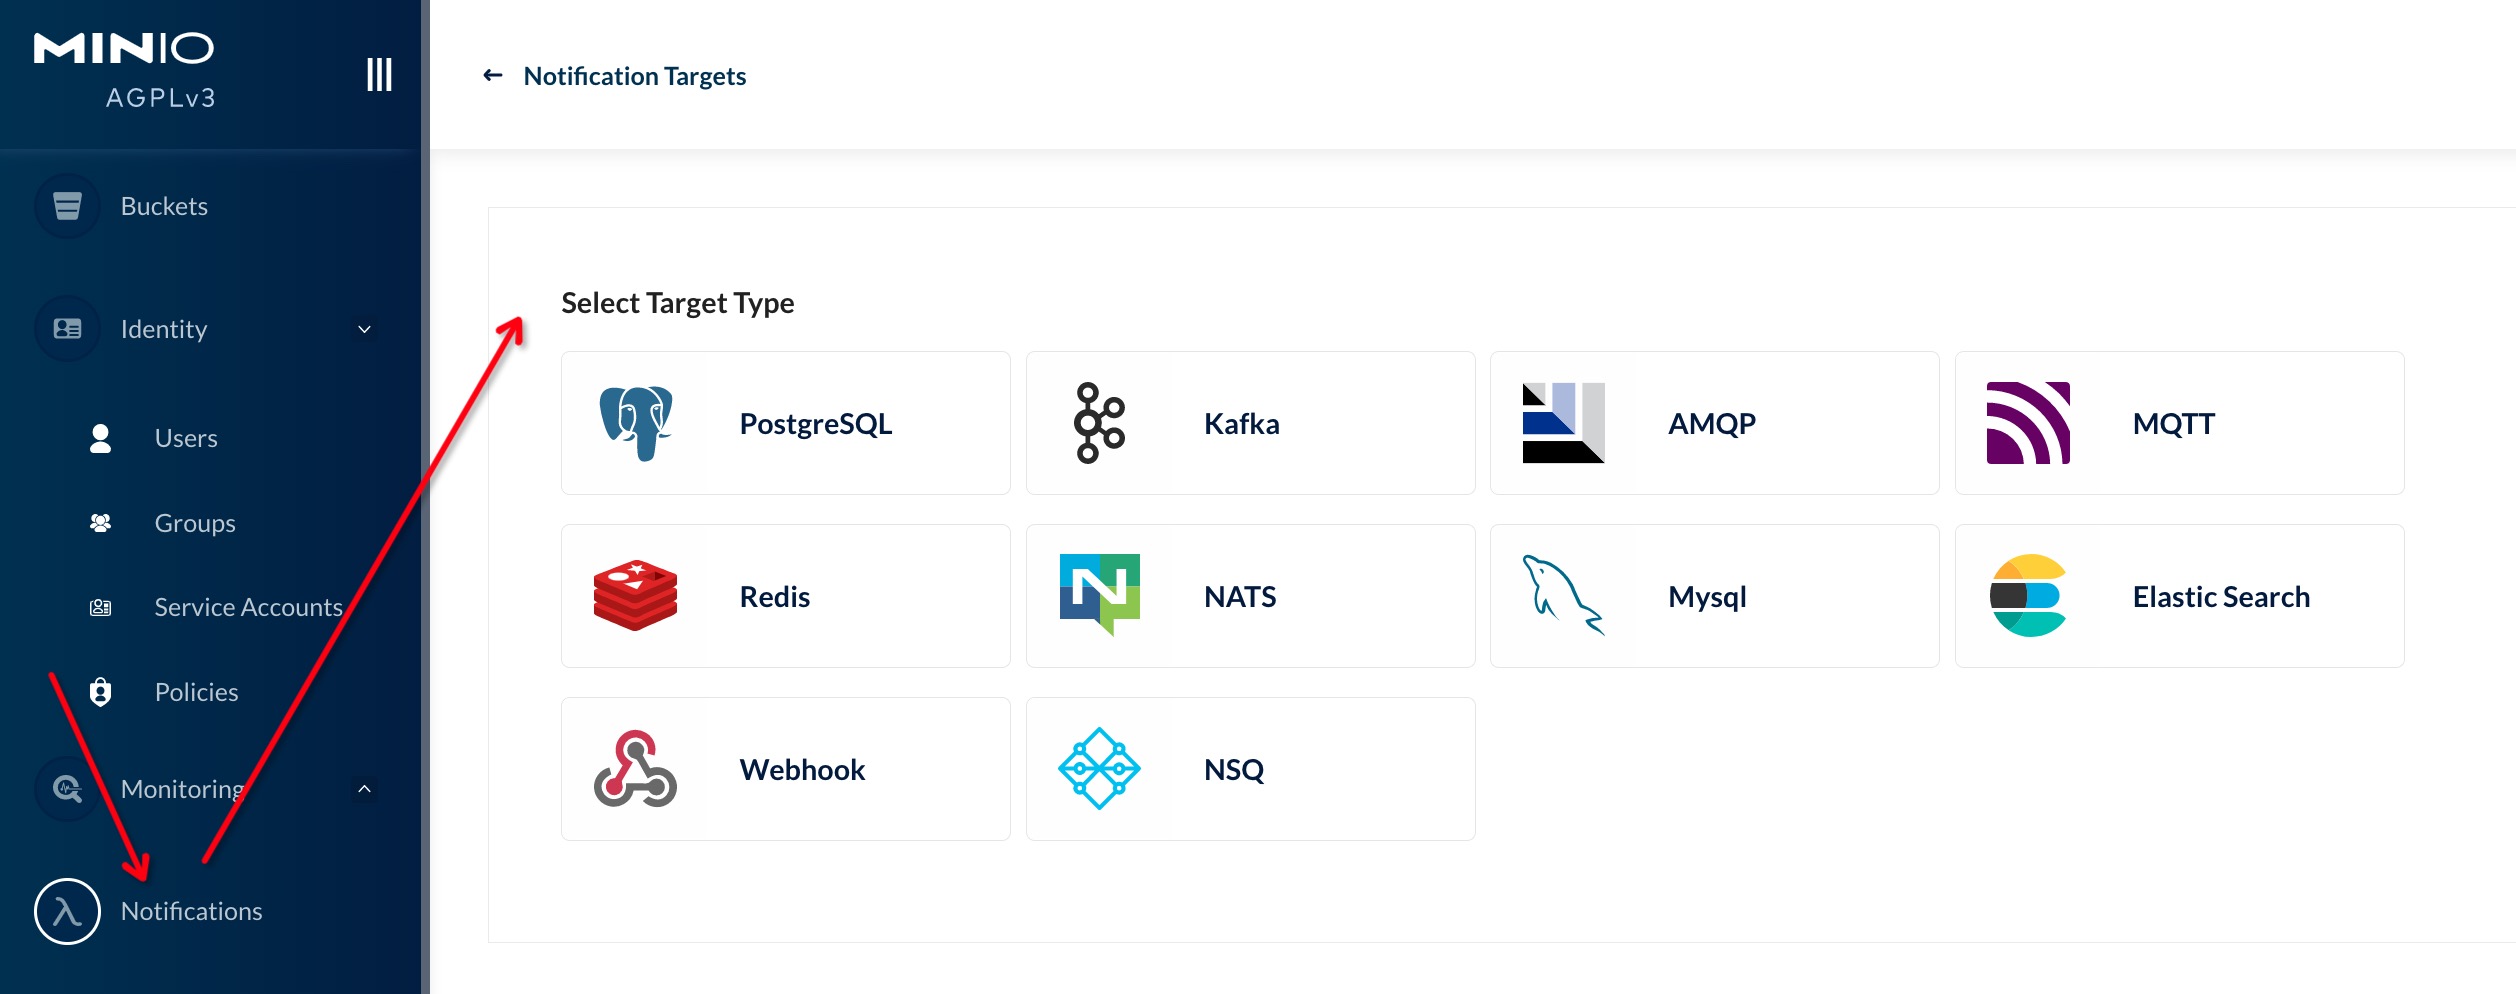 MINIO
AGPLv3
Buckets
Identity
Users
Groups
Service Accounts
Policies
Monitoring
Notifications
Notification Targets
Select Target Type
PostgreSQL
Kafka
AMQP
MQTT
Redis
NATS
Mysql
Elastic Search
Webhook
NSQ